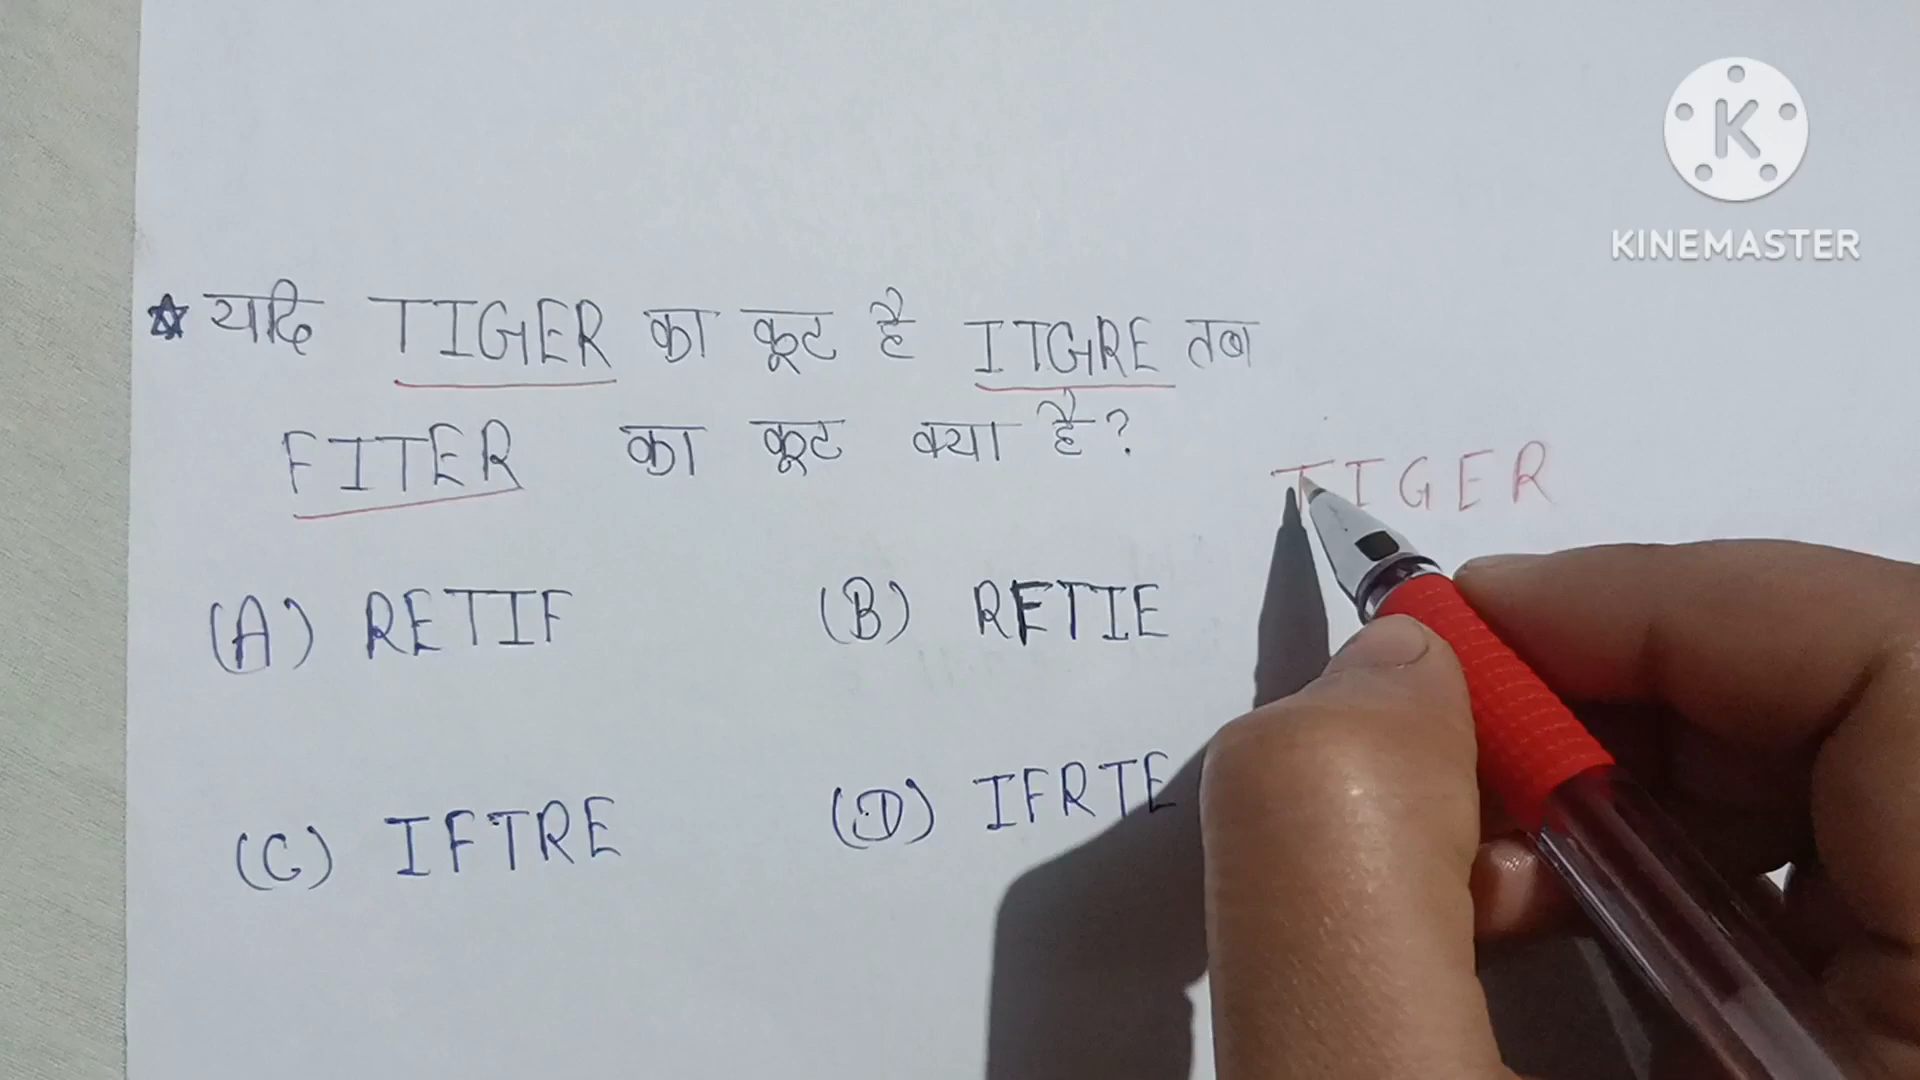 K
KINEMASTER
☆ यदि TIGER का कूट है ITGRE तब
FITER का कूट क्या है?
TIGER
(A) RETIF (B) RETIE
(C) IFTRE (D) IFRTE